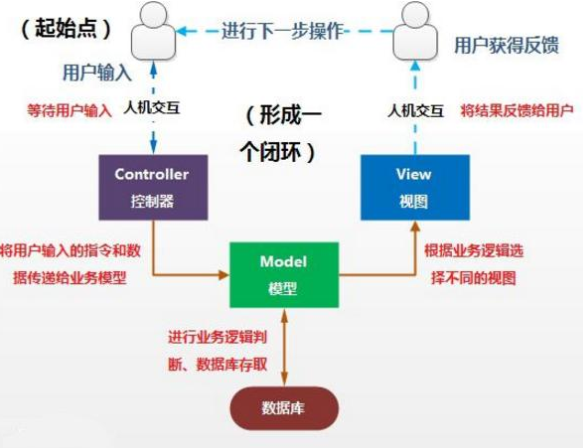 （起始点）
进行下一步操作
用户获得反馈
用户输入
等待用户输入
人机交互
（形成一
个闭环）
人机交互
将结果反馈给用户
Controller
控制器
View
视图
将用户输入的指令和数
据传递给业务模型
Model
模型
根据业务逻辑选
择不同的视图
进行业务逻辑判
断、数据库存取
数据库